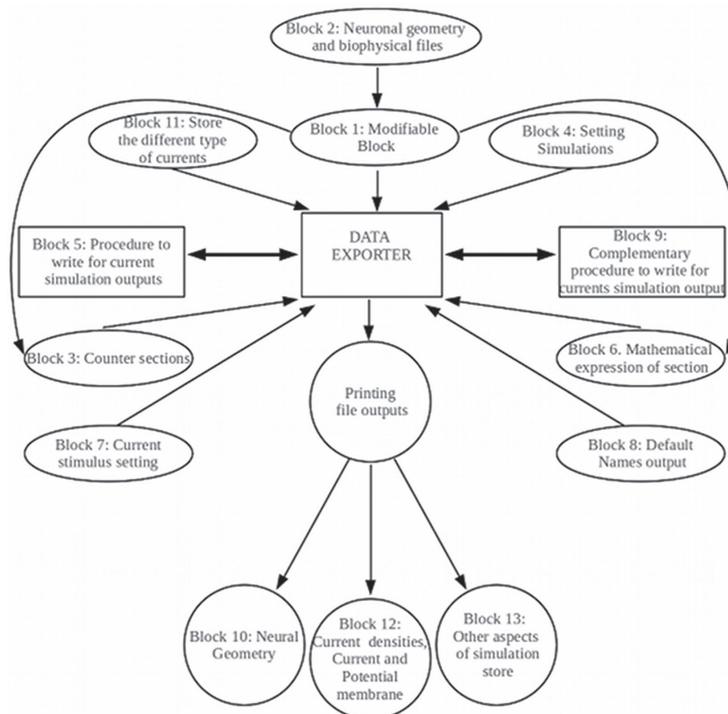 Block 2: Neuronal geometry
and biophysical files
Block 11: Store
the different type
of currents
Block 1: Modifiable
Block
Block 4: Setting
Simulations
Block 5: Procedure to
write for current
simulation outputs
DATA
EXPORTER
Block 9:
Complementary
procedure to write for
currents simulation output
Block 3: Counter sections
Block 6. Mathematical
expression of section
Printing
file outputs
Block 7: Current
stimulus setting
Block 8: Default
Names output
Block 10: Neural
Geometry
Block 12:
Current densities,
Current and
Potential
membrane
Block 13:
Other aspects
of simulation
store